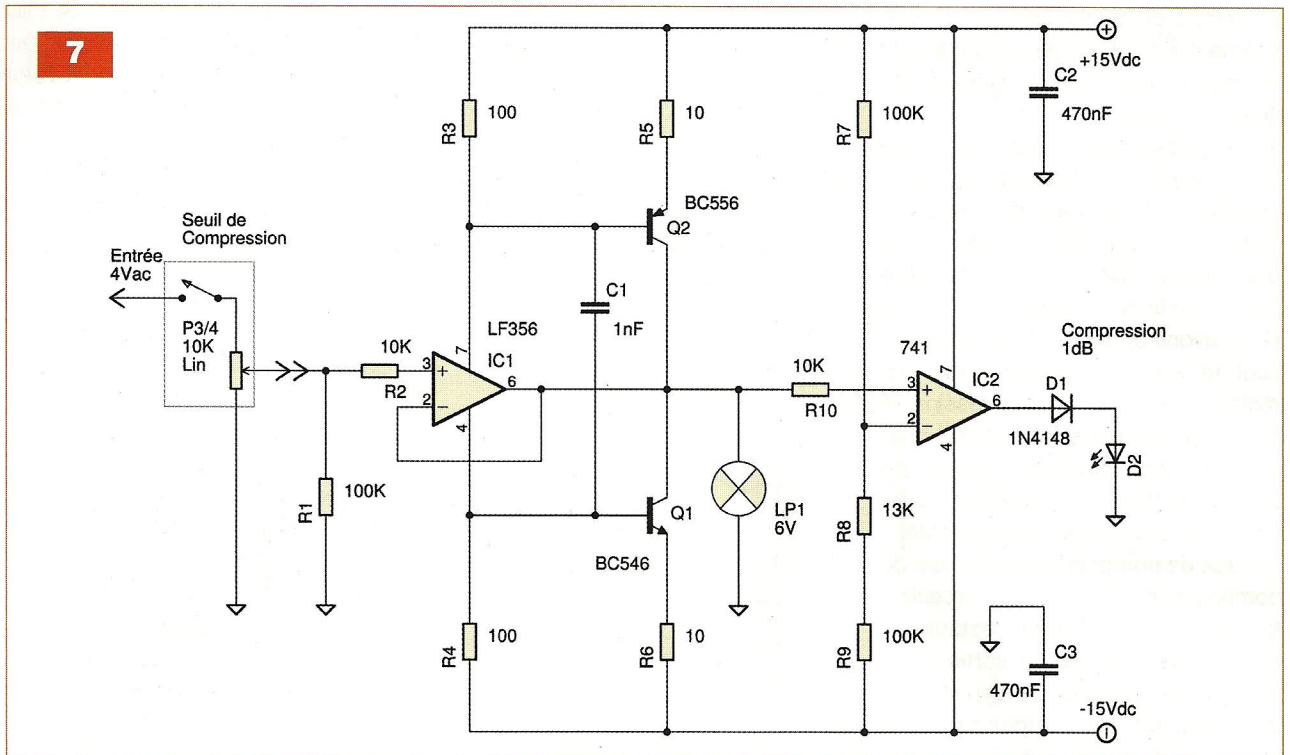 7
+15Vdc
C2
470nF
R3
100
R5
10
R7
100K
BC556
Q2
Seuil de
Compression
Entrée
4Vac
P3/4
10K
Lin
C1
1nF
LF356
IC1
10K
R2
3
+
2
−
7
4
6
R1
100K
10K
R10
741
IC2
3
+
2
−
7
4
6
Compression
1dB
D1
1N4148
D2
LP1
6V
Q1
BC546
R8
13K
R4
100
R6
10
R9
100K
C3
470nF
-15Vdc